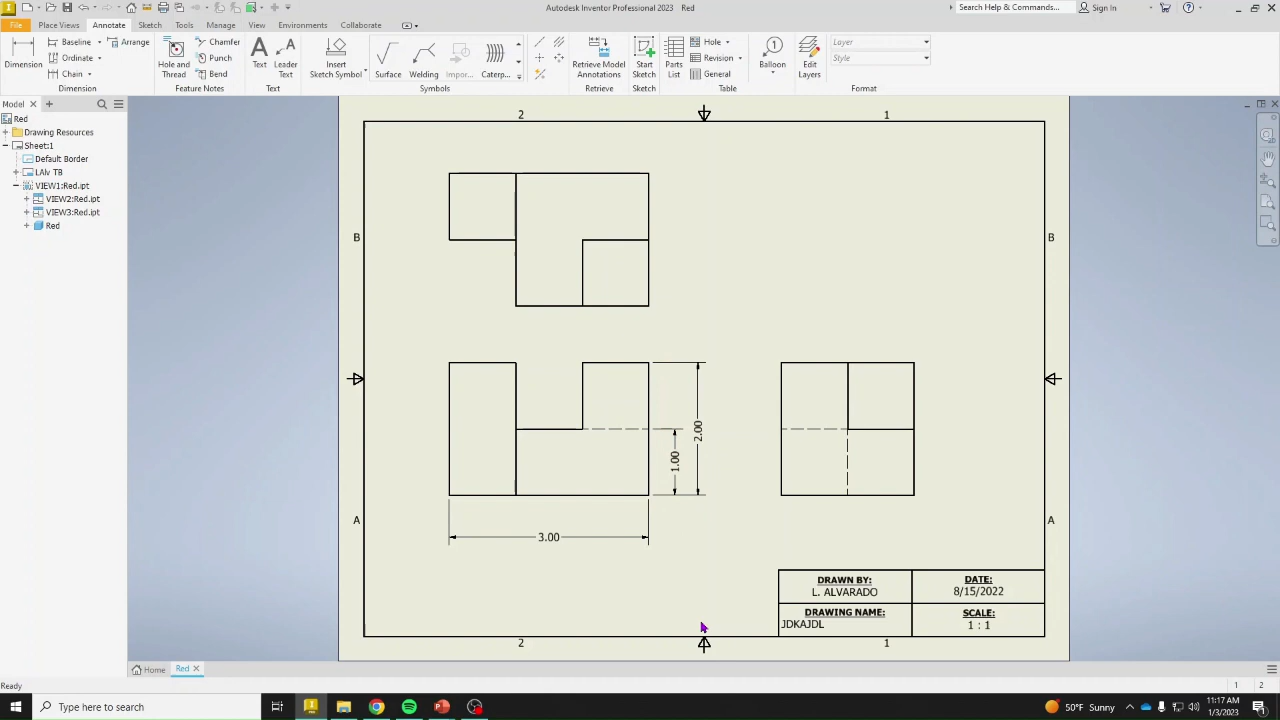 Autodesk Inventor Professional 2023 Red
Search Help & Commands...
Sign In
File
Place Views
Annotate
Sketch
Tools
Manage
View
Environments
Collaborate
Dimension
Baseline
Arrange
Ordinate
Chain
Dimension
Hole and
Thread
Chamfer
Punch
Bend
Feature Notes
Text
Leader
Text
Text
Insert
Sketch Symbol
Surface
Welding
Impor...
Caterp...
Symbols
Retrieve Model
Annotations
Retrieve
Start
Sketch
Sketch
Parts
List
Hole
Revision
General
Table
Balloon
Edit
Layers
Layer
Style
Format
Model
Red
Drawing Resources
Sheet:1
Default Border
LAlv TB
VIEW1:Red.ipt
VIEW2:Red.ipt
VIEW3:Red.ipt
Red
2
1
B
B
2.00
1.00
3.00
A
A
DRAWN BY:
L. ALVARADO
DATE:
8/15/2022
DRAWING NAME:
JDKAJDL
SCALE:
1 : 1
2
1
Home
Red
Ready
1
2
Type here to search
50°F Sunny
11:17 AM
1/3/2023